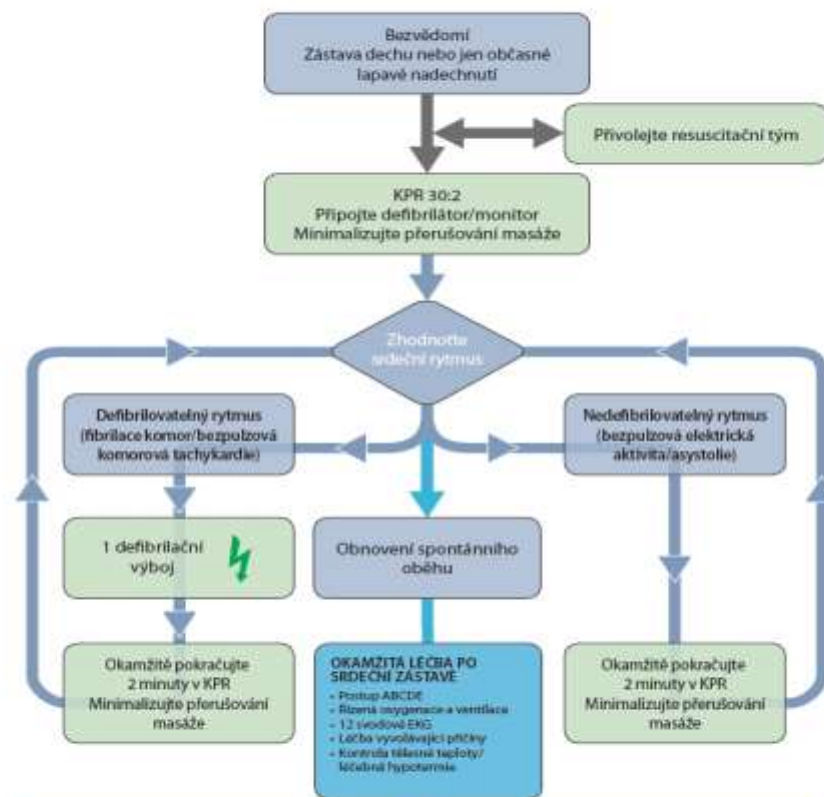 Bezvědomí
Zástava dechu nebo jen občasné
lapavé nadechnutí
Přivolejte resuscitační tým
KPR 30:2
Připojte defibrilátor/monitor
Minimalizujte přerušování masáže
Zhodnoťte
srdeční rytmus
Defibrilovatelný rytmus
(fibrilace komor/bezpulzová
komorová tachykardie)
Nedefibrilovatelný rytmus
(bezpulzová elektrická
aktivita/asystolie)
1 defibrilační
výboj
Obnovení spontánního
oběhu
Okamžitě pokračujte
2 minuty v KPR
Minimalizujte přerušování
masáže
OKAMŽITÁ LÉČBA PO
SRDEČNÍ ZÁSTAVĚ
• Postup ABCDE
• Řízená oxygenace a ventilace
• 12 svodové EKG
• Léčba vyvolávající příčiny
• Kontrola tělesné teploty/
léčebná hypotermie
Okamžitě pokračujte
2 minuty v KPR
Minimalizujte přerušování
masáže